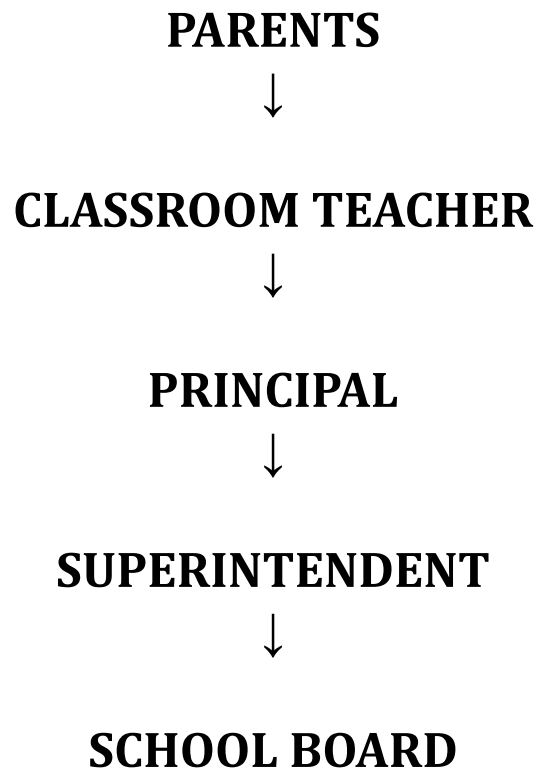 PARENTS
↓
CLASSROOM TEACHER
↓
PRINCIPAL
↓
SUPERINTENDENT
↓
SCHOOL BOARD